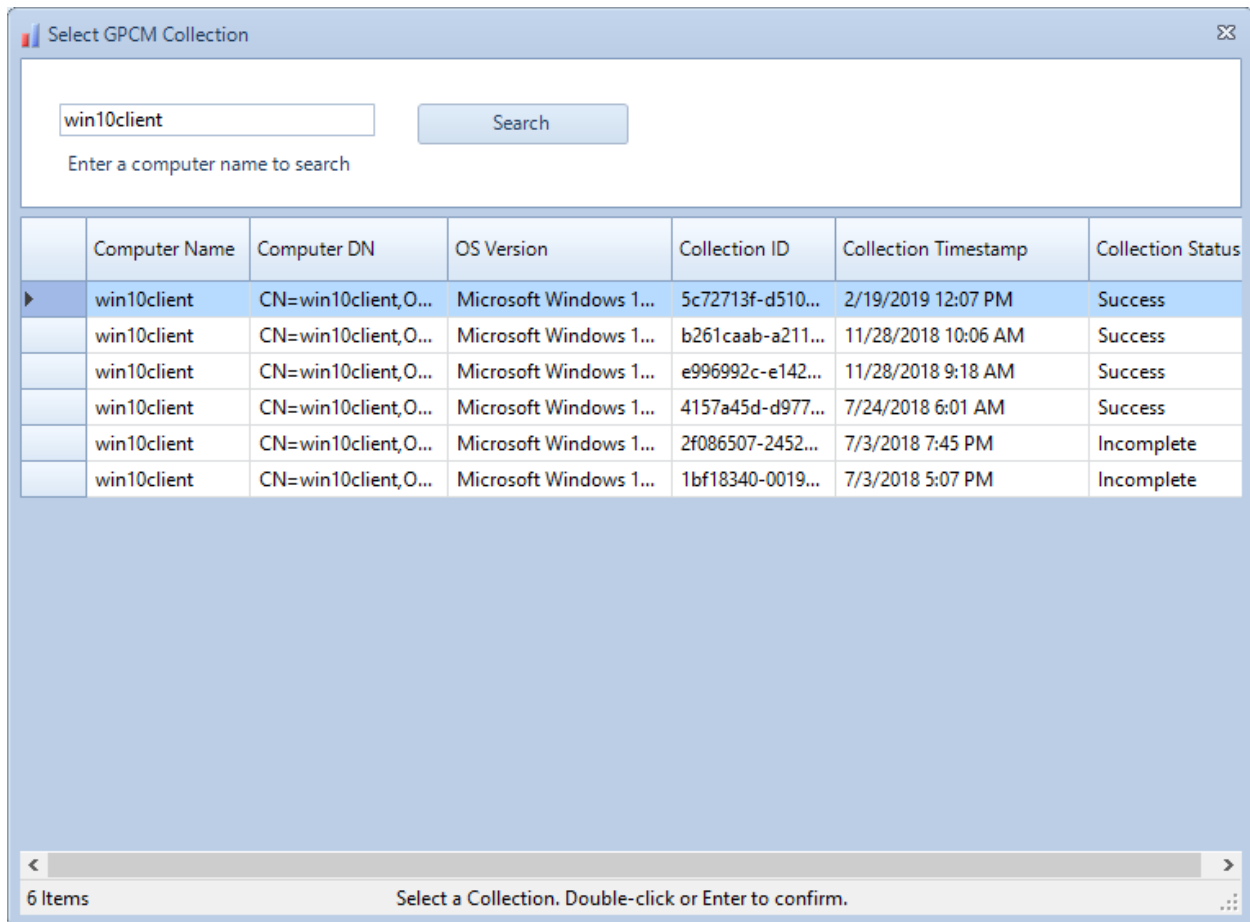 Select GPCM Collection
win10client Search
Enter a computer name to search
Computer Name Computer DN OS Version Collection ID Collection Timestamp Collection Status
win10client CN=win10client,O... Microsoft Windows 1... 5c72713f-d510... 2/19/2019 12:07 PM Success
win10client CN=win10client,O... Microsoft Windows 1... b261caab-a211... 11/28/2018 10:06 AM Success
win10client CN=win10client,O... Microsoft Windows 1... e996992c-e142... 11/28/2018 9:18 AM Success
win10client CN=win10client,O... Microsoft Windows 1... 4157a45d-d977... 7/24/2018 6:01 AM Success
win10client CN=win10client,O... Microsoft Windows 1... 2f086507-2452... 7/3/2018 7:45 PM Incomplete
win10client CN=win10client,O... Microsoft Windows 1... 1bf18340-0019... 7/3/2018 5:07 PM Incomplete
6 Items Select a Collection. Double-click or Enter to confirm.